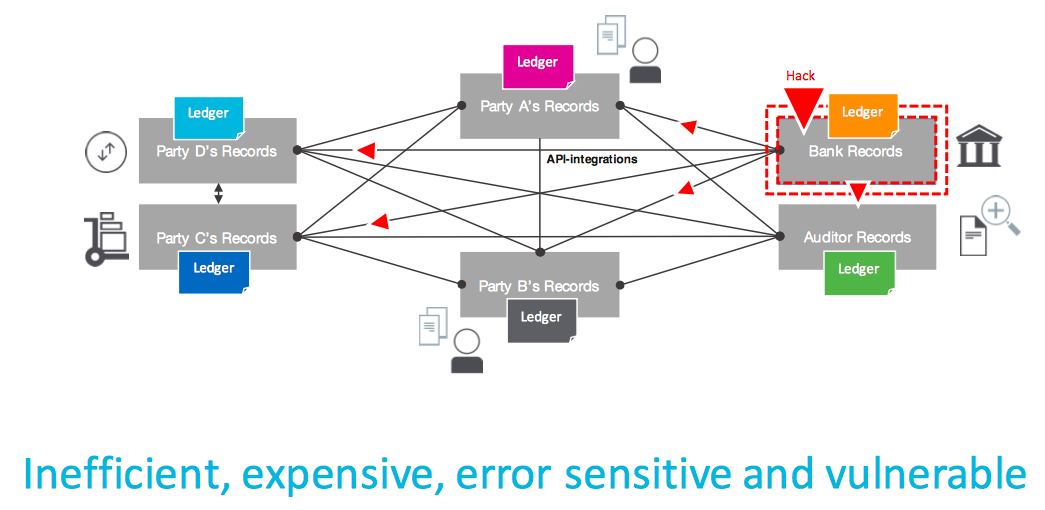 Ledger
Party A's Records
Hack
Ledger
Party D's Records
Ledger
Bank Records
API-integrations
Party C's Records
Ledger
Auditor Records
Ledger
Party B's Records
Ledger
Inefficient, expensive, error sensitive and vulnerable